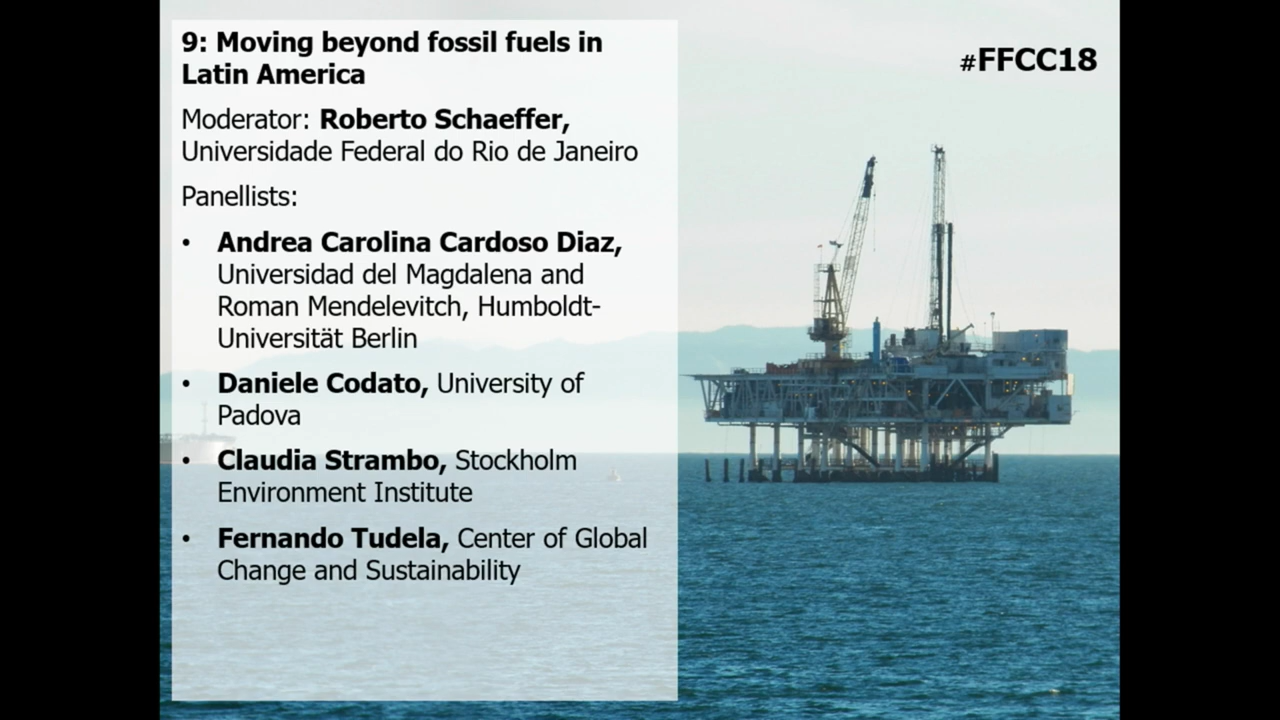 9: Moving beyond fossil fuels in
Latin America
#FFCC18
Moderator: Roberto Schaeffer,
Universidade Federal do Rio de Janeiro
Panellists:
• Andrea Carolina Cardoso Diaz,
Universidad del Magdalena and
Roman Mendelevitch, Humboldt-
Universität Berlin
• Daniele Codato, University of
Padova
• Claudia Strambo, Stockholm
Environment Institute
• Fernando Tudela, Center of Global
Change and Sustainability